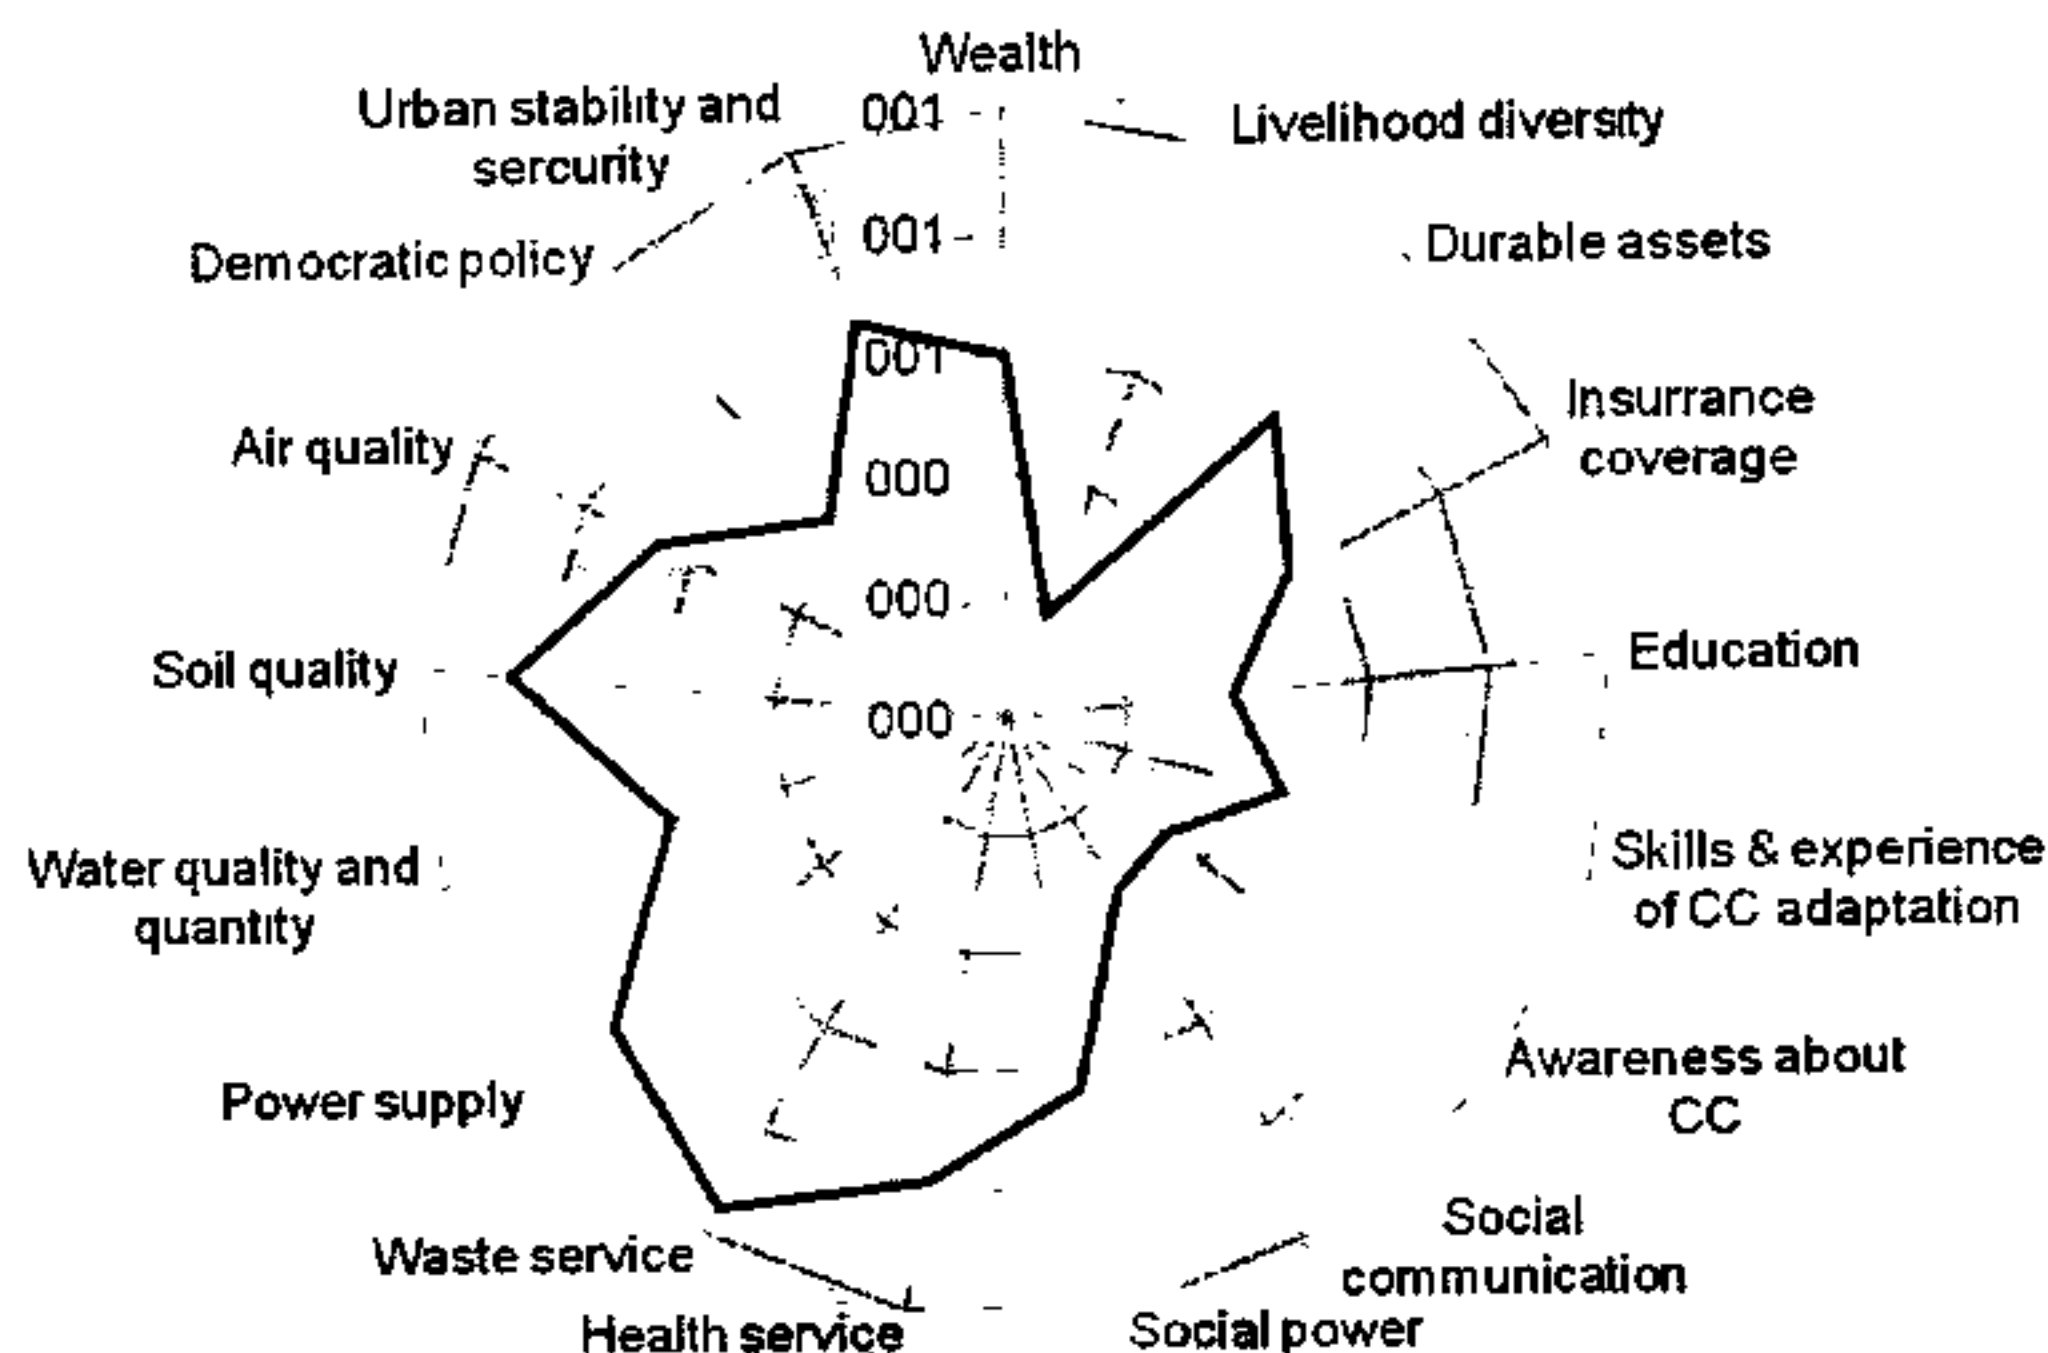 Wealth
Urban stability and
sercurity
001
Livelihood diversity
Democratic policy
001
Durable assets
001
Air quality
Insurrance
coverage
000
000
Soil quality
Education
000
Water quality and
quantity
Skills & experience
of CC adaptation
Power supply
Awareness about
CC
Waste service
Social
communication
Health service
Social power